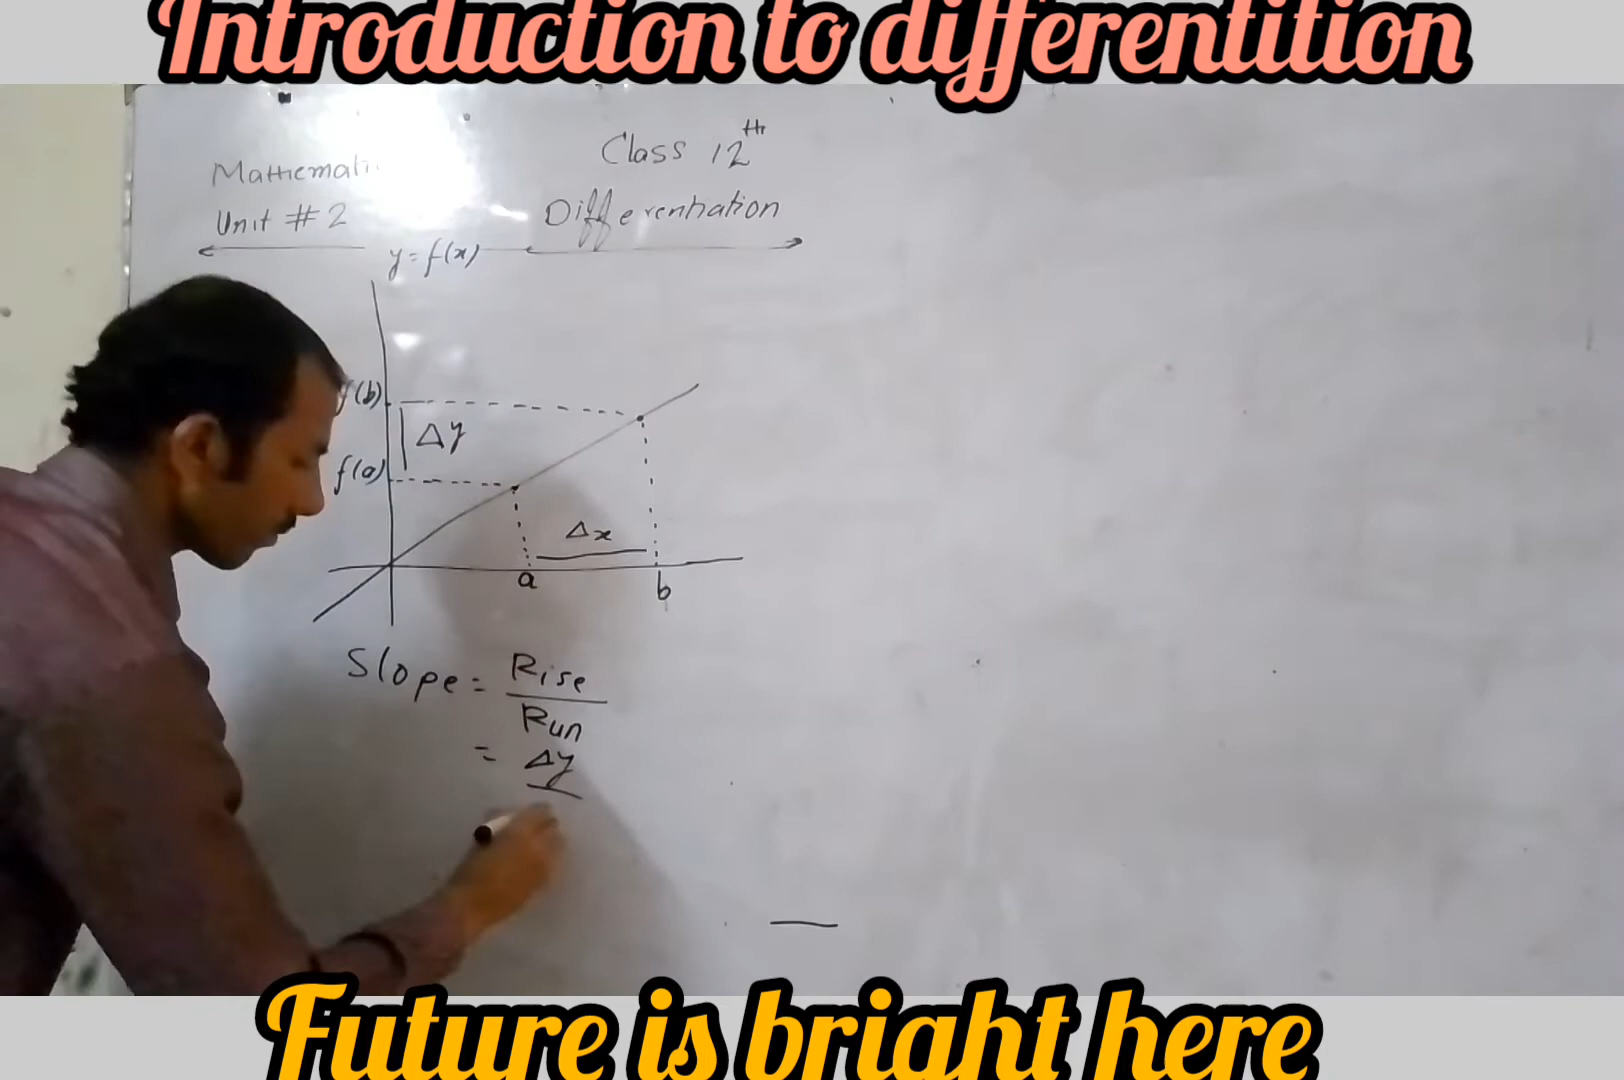 Introduction to differentition
Class 12th
Mathemati
Unit # 2
Differentiation
y = f(x)
f(b)
Δy
f(a)
Δx
a
b
Slope = Rise
Run
= Δy
Future is bright here